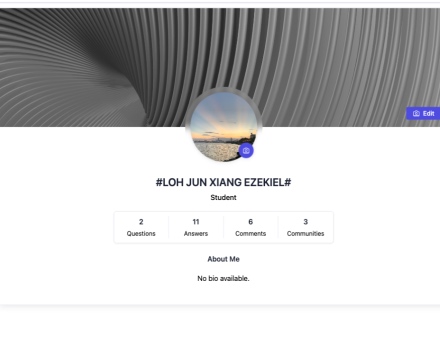 Edit
#LOH JUN XIANG EZEKIEL#
Student
2 11 6 3
Questions Answers Comments Communities
About Me
No bio available.